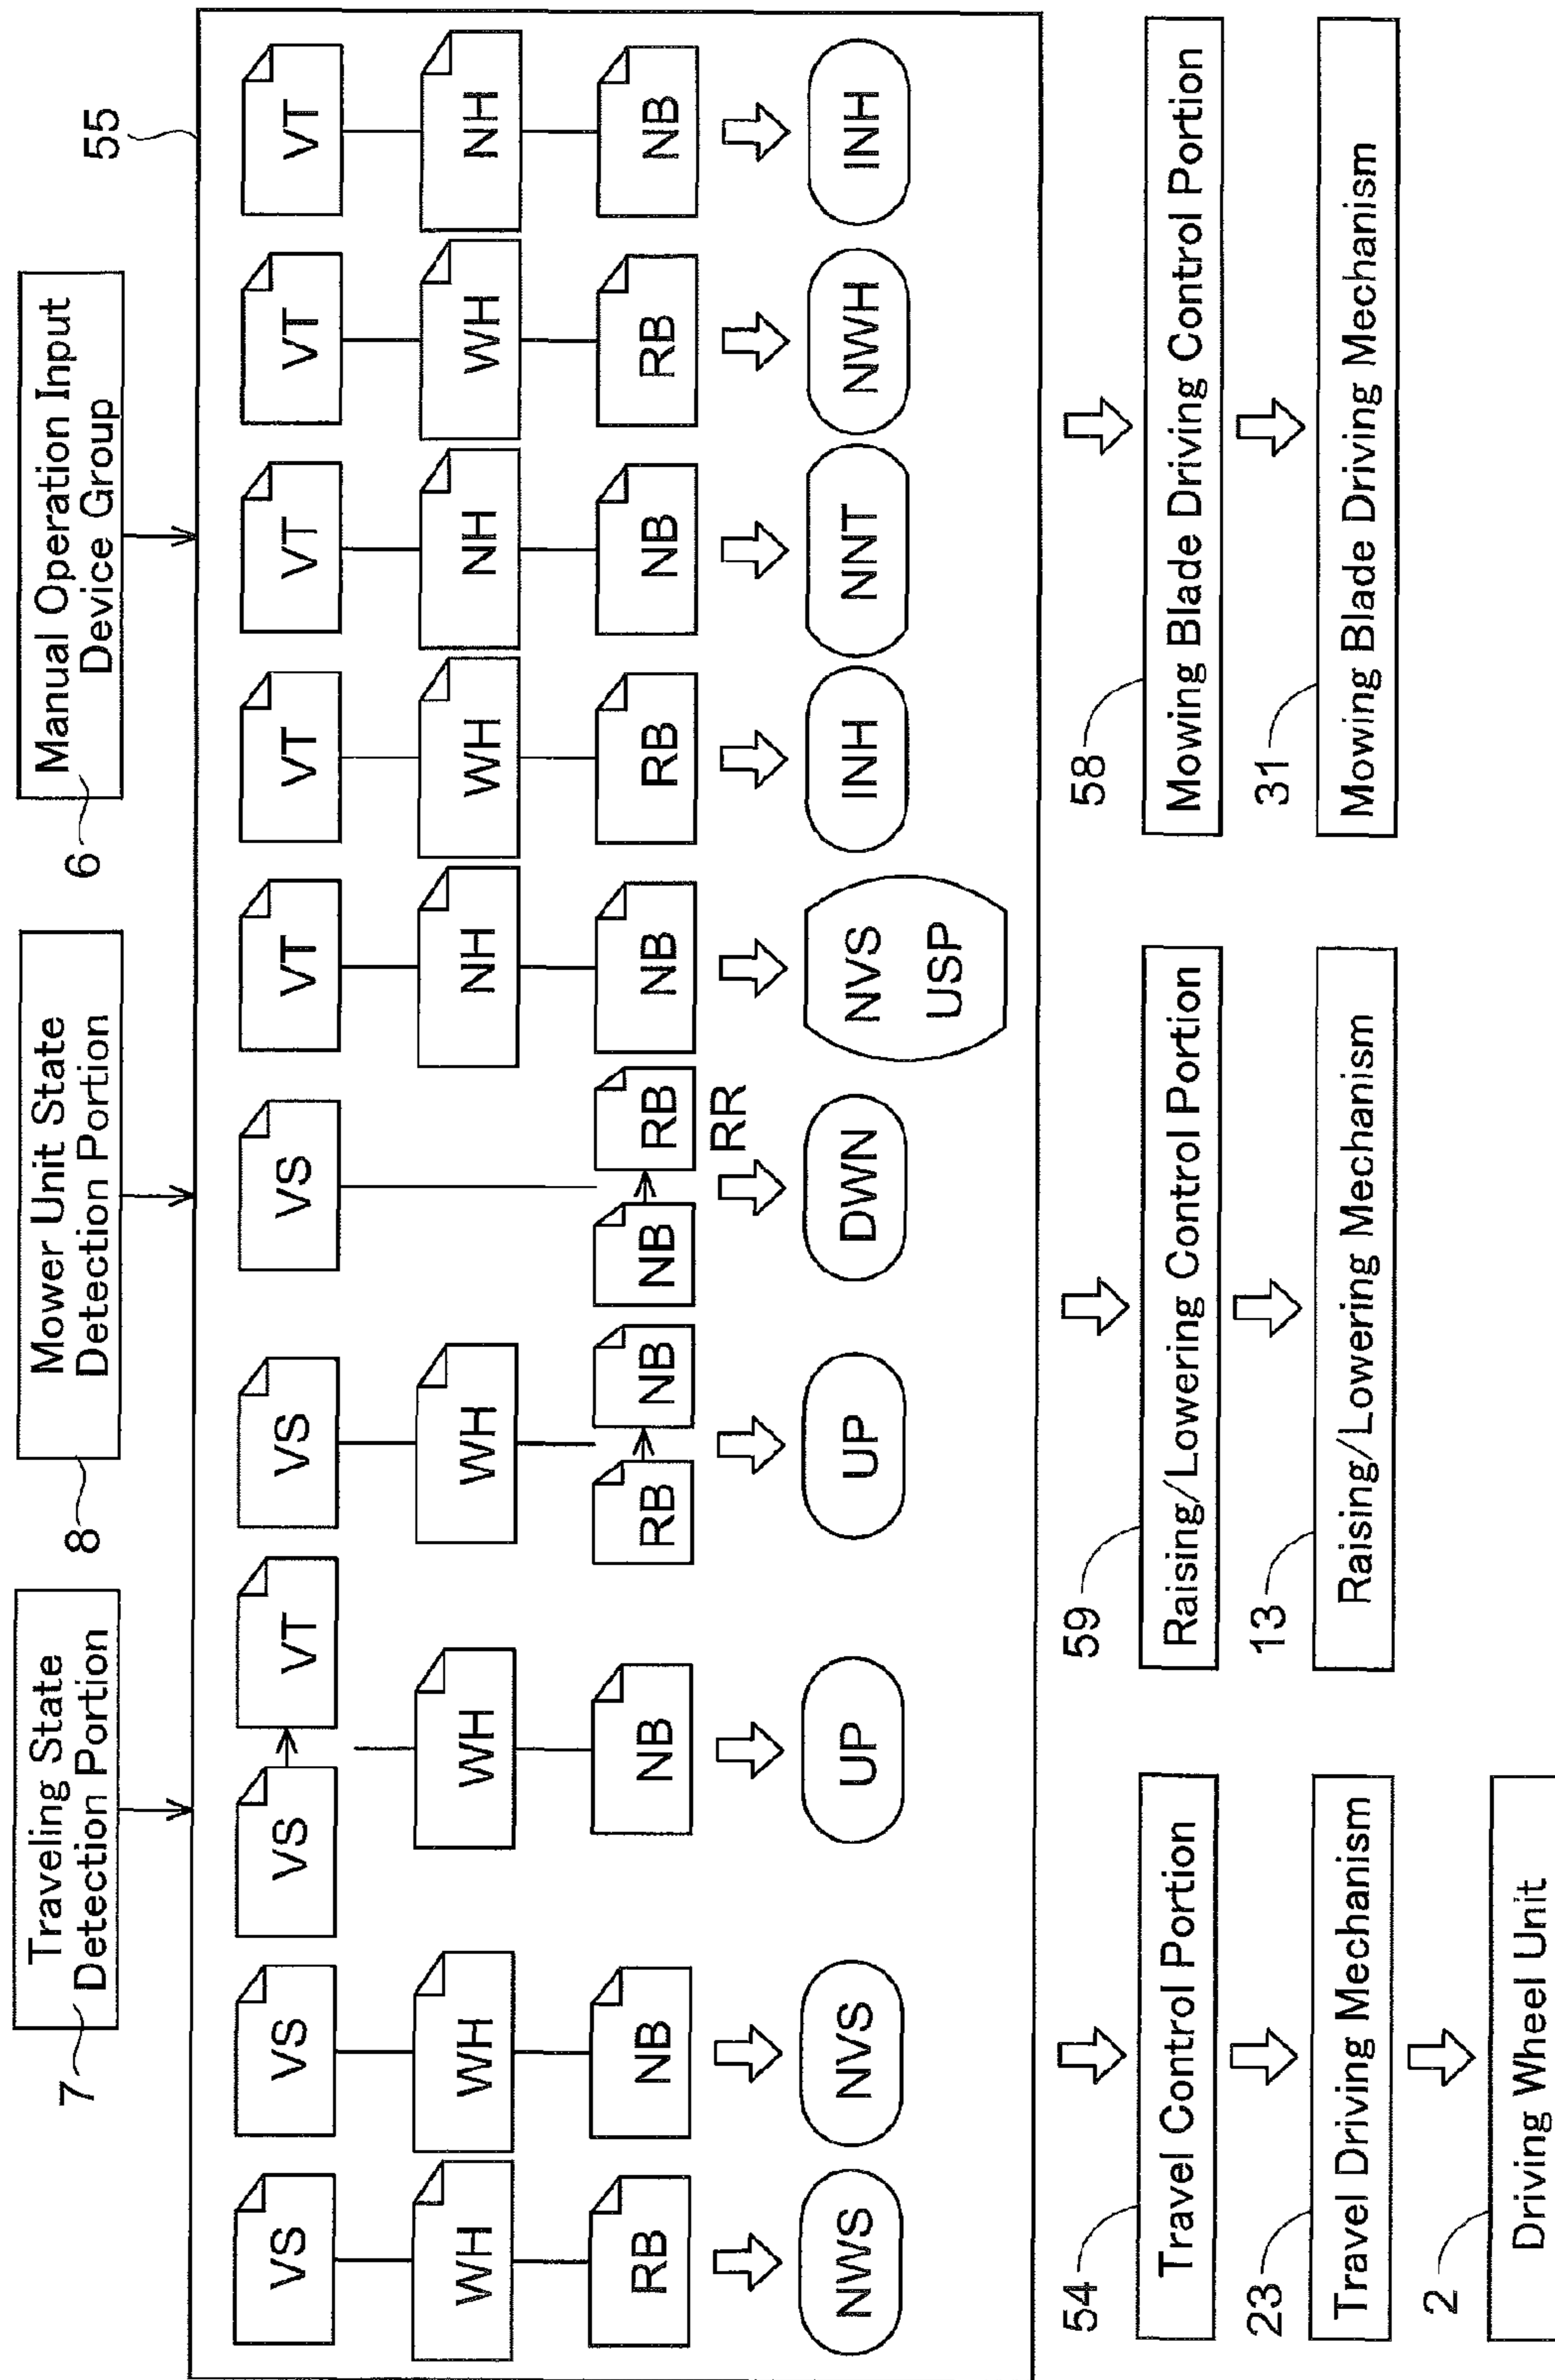 7
Traveling State
Detection Portion
8
Mower Unit State
Detection Portion
6
Manual Operation Input
Device Group
55
VS
WH
RB
NWS
VS
WH
NB
NVS
VS
VT
WH
NB
UP
VS
WH
RB
NB
UP
VS
NB
RB
RR
DWN
VT
NH
NB
NVS
USP
VT
WH
RB
INH
VT
NH
NB
NNT
VT
WH
RB
NWH
VT
NH
NB
INH
54
Travel Control Portion
23
Travel Driving Mechanism
2
Driving Wheel Unit
59
Raising/Lowering Control Portion
13
Raising/Lowering Mechanism
58
Mowing Blade Driving Control Portion
31
Mowing Blade Driving Mechanism